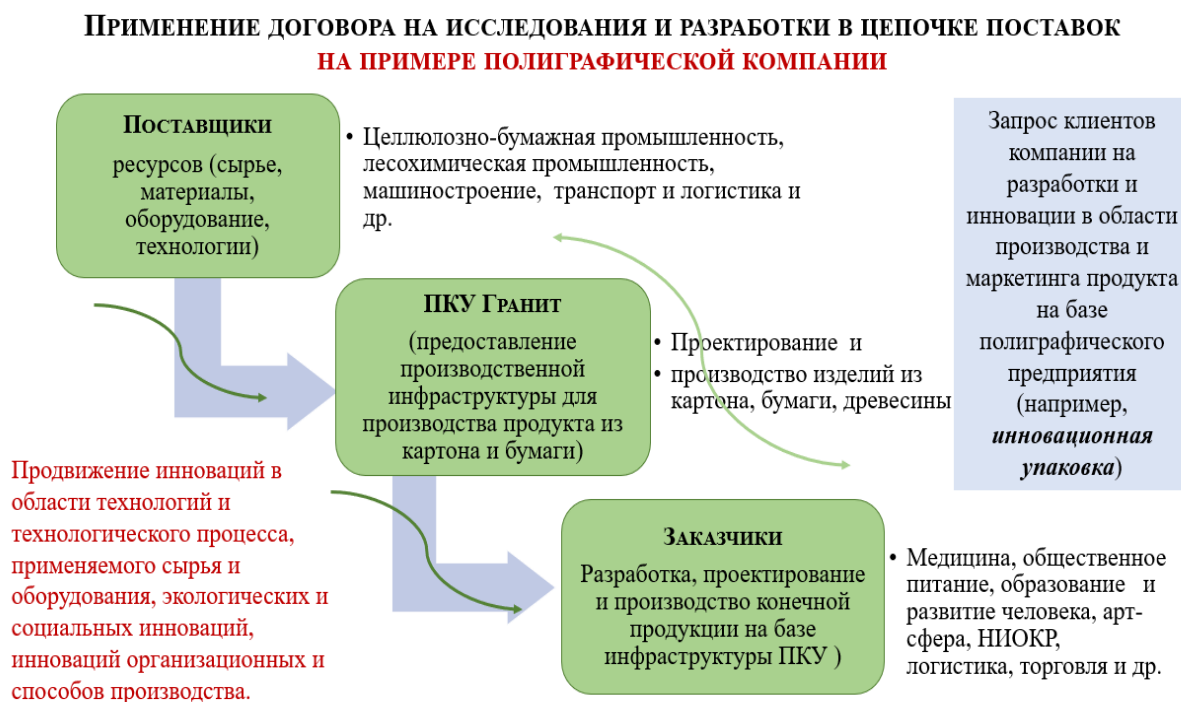 ПРИМЕНЕНИЕ ДОГОВОРА НА ИССЛЕДОВАНИЯ И РАЗРАБОТКИ В ЦЕПОЧКЕ ПОСТАВОК
НА ПРИМЕРЕ ПОЛИГРАФИЧЕСКОЙ КОМПАНИИ
ПОСТАВЩИКИ
ресурсов (сырье,
материалы,
оборудование,
технологии)
• Целлюлозно-бумажная промышленность,
лесохимическая промышленность,
машиностроение, транспорт и логистика и
др.
Запрос клиентов
компании на
разработки и
инновации в области
производства и
маркетинга продукта
на базе
полиграфического
предприятия
(например,
инновационная
упаковка)
ПКУ ГРАНИТ
(предоставление
производственной
инфраструктуры для
производства продукта из
картона и бумаги)
• Проектирование и
• производство изделий из
картона, бумаги, древесины
Продвижение инноваций в
области технологий и
технологического процесса,
применяемого сырья и
оборудования, экологических и
социальных инноваций,
инноваций организационных и
способов производства.
ЗАКАЗЧИКИ
Разработка, проектирование
и производство конечной
продукции на базе
инфраструктуры ПКУ )
• Медицина, общественное
питание, образование и
развитие человека, арт-
сфера, НИОКР,
логистика, торговля и др.